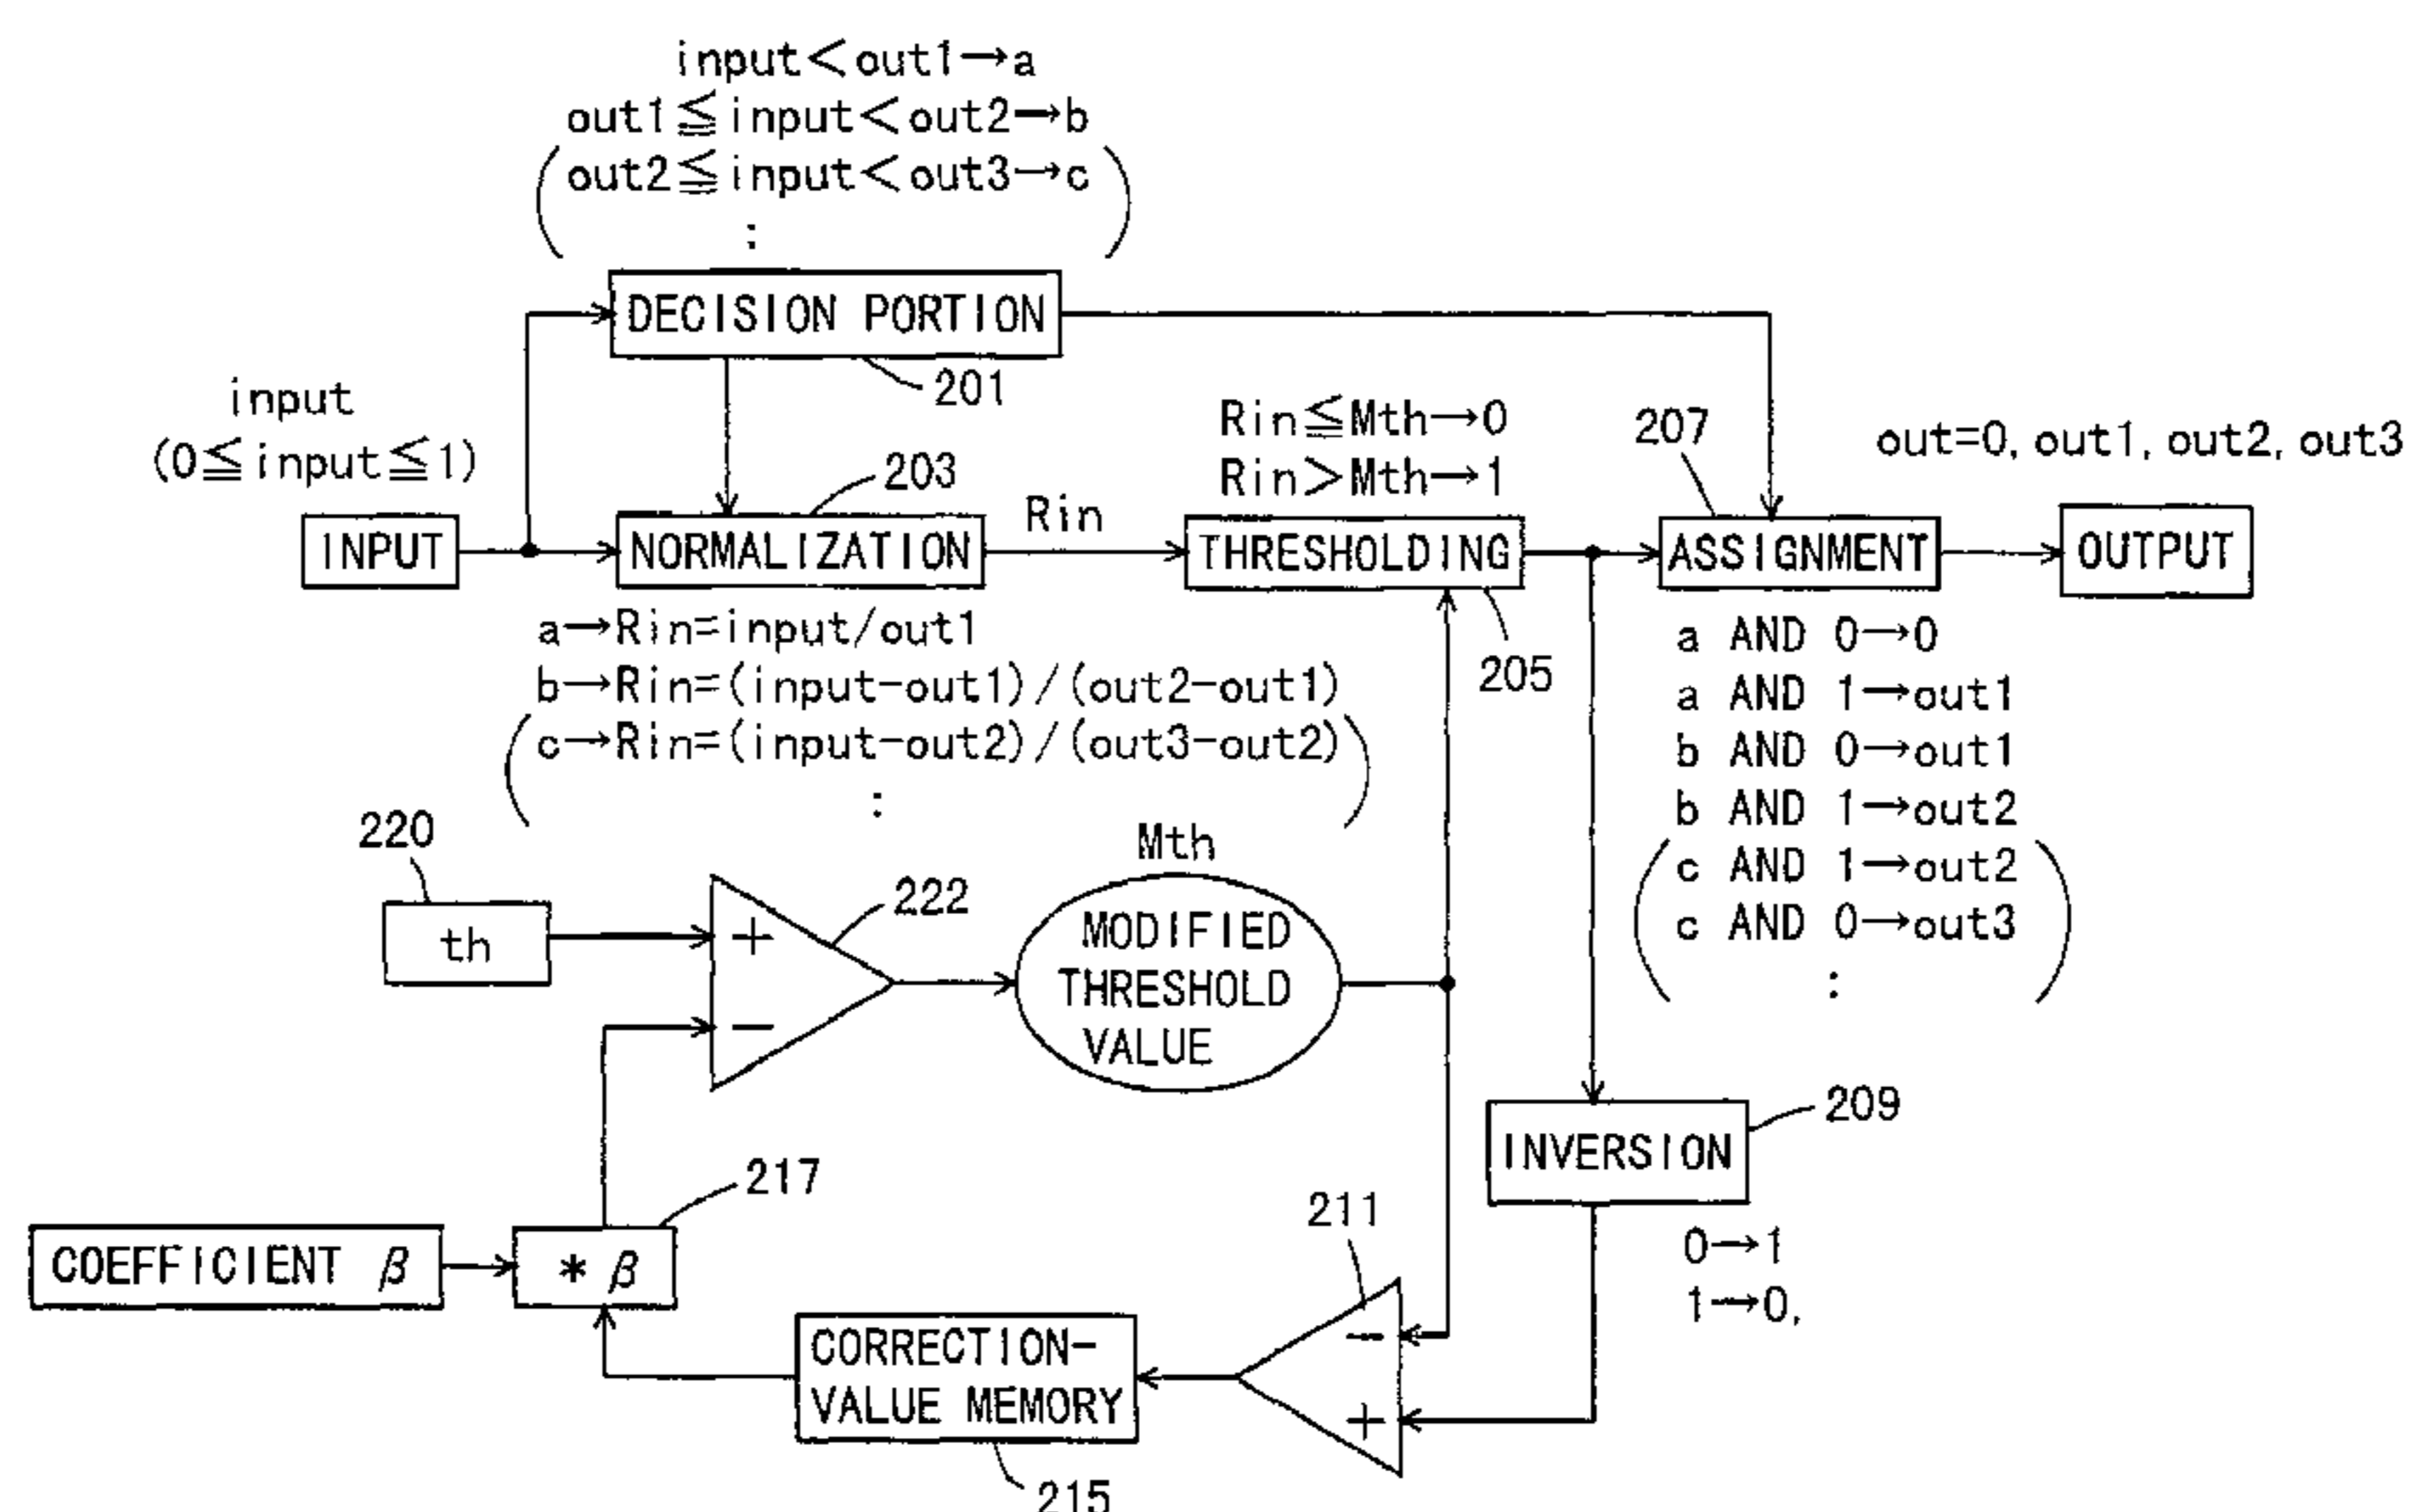 input<out1→a
out1≦input<out2→b
out2≦input<out3→c
:
DECISION PORTION
201
input
(0≦input≦1)
Rin≦Mth→0
Rin>Mth→1
207
out=0, out1, out2, out3
203
Rin
INPUT
NORMALIZATION
THRESHOLDING
ASSIGNMENT
OUTPUT
a→Rin=input/out1
b→Rin=(input-out1)/(out2-out1)
c→Rin=(input-out2)/(out3-out2)
:
205
a AND 0→0
a AND 1→out1
b AND 0→out1
b AND 1→out2
c AND 1→out2
c AND 0→out3
:
220
th
+
−
222
Mth
MODIFIED
THRESHOLD
VALUE
209
INVERSION
0→1
1→0,
217
COEFFICIENT β
* β
211
−
+
CORRECTION-
VALUE MEMORY
215